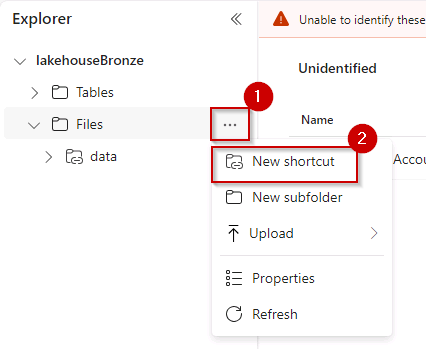 Explorer
Unable to identify these
lakehouseBronze
Unidentified
Tables
1
Name
Files
...
2
data
New shortcut
Accou
New subfolder
Upload
Properties
Refresh